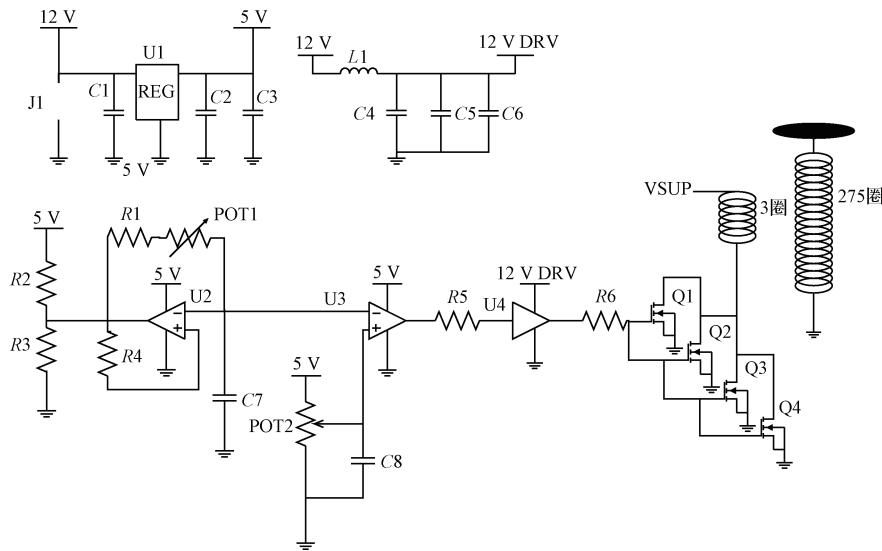 12 V
5 V
U1
REG
J1
C1
C2
C3
5 V
12 V
L1
12 V DRV
C4
C5
C6
VSUP
3圈
275圈
5 V
R1
POT1
R2
R3
R4
5 V
U2
U3
5 V
R5
U4
12 V DRV
R6
Q1
Q2
Q3
Q4
C7
5 V
POT2
C8